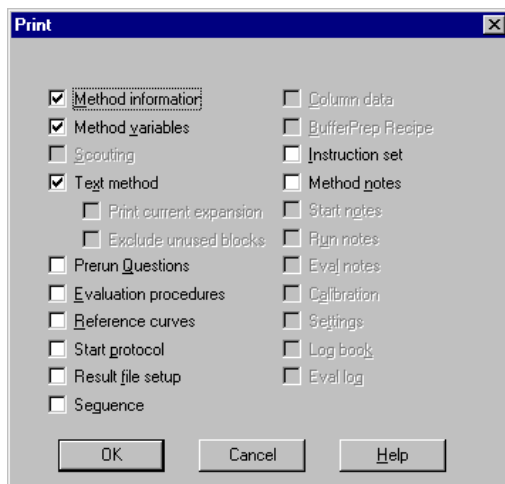 Print
Method information
Method variables
Scouting
Text method
Print current expansion
Exclude unused blocks
Prerun Questions
Evaluation procedures
Reference curves
Start protocol
Result file setup
Sequence
Column data
BufferPrep Recipe
Instruction set
Method notes
Start notes
Run notes
Eval notes
Calibration
Settings
Log book
Eval log
OK
Cancel
Help